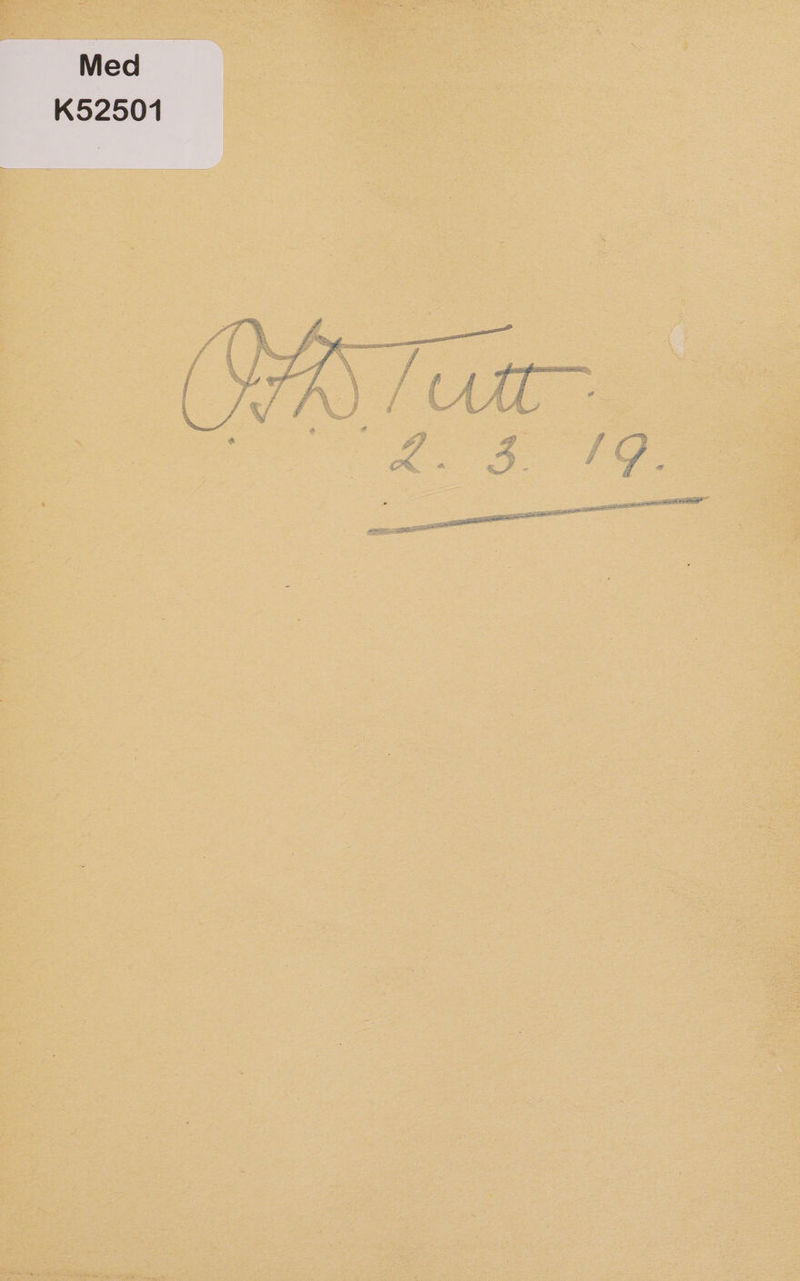 Med
K52501
Tutt.
2. 3. 19.